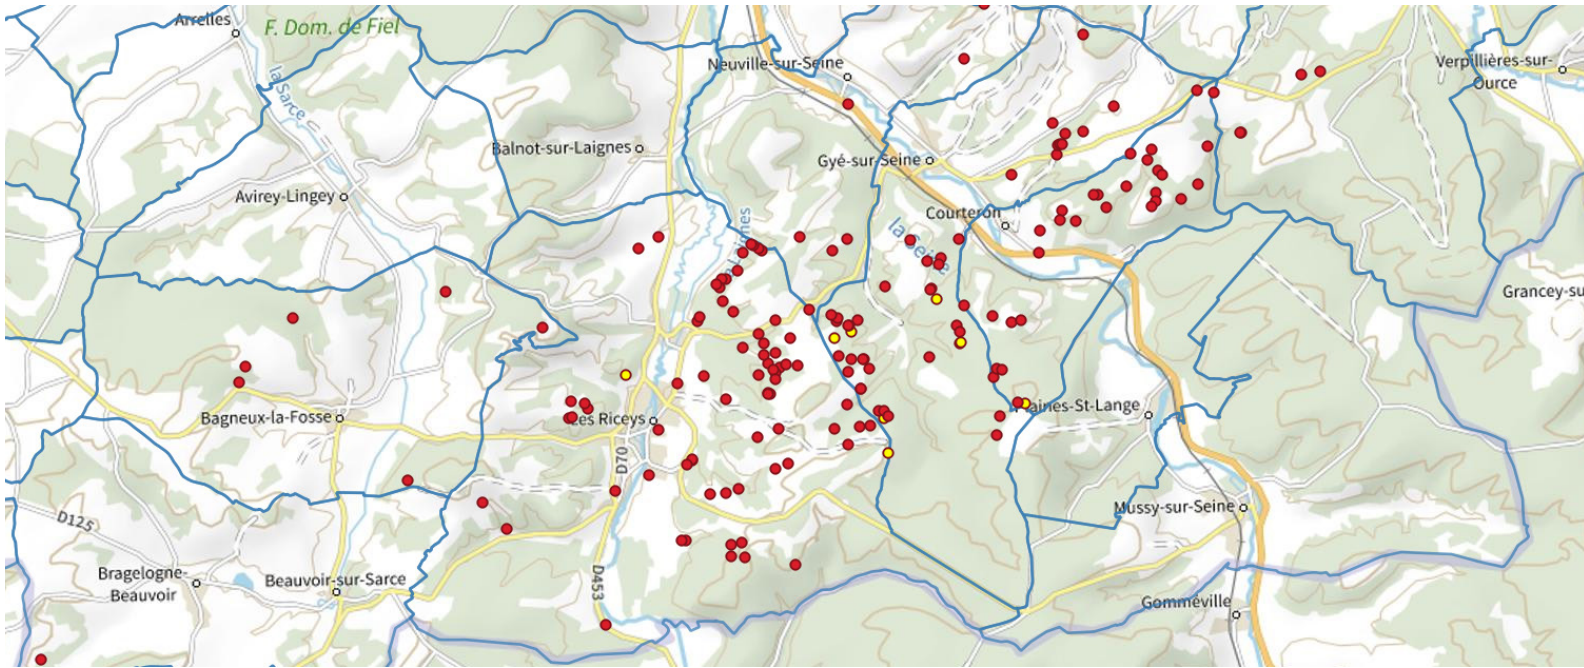 Arrelles
F. Dom. de Fiel
Neuville-sur-Seine
Verpillières-sur-
Ource
la Sarce
Balnot-sur-Laignes
Gyé-sur-Seine
Avirey-Lingey
Courteron
la Seine
Grancey-su
Bagneux-la-Fosse
Les Riceys
Plaines-St-Lange
D70
Mussy-sur-Seine
D125
Bragelogne-
Beauvoir
Beauvoir-sur-Sarce
D453
Gomméville